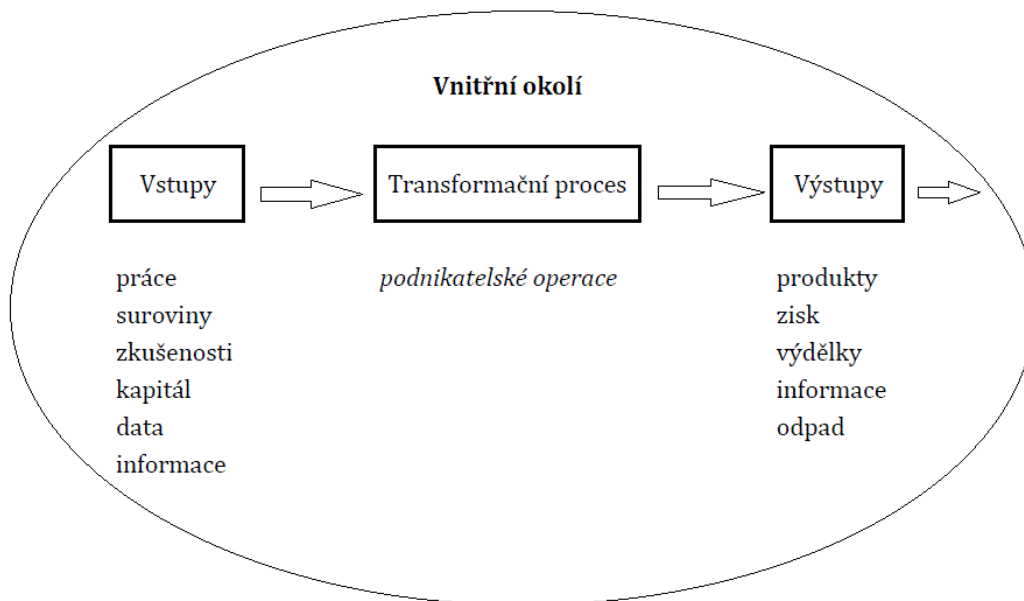 Vnitřní okolí
Vstupy
Transformační proces
Výstupy
práce
suroviny
zkušenosti
kapitál
data
informace
podnikatelské operace
produkty
zisk
výdělky
informace
odpad